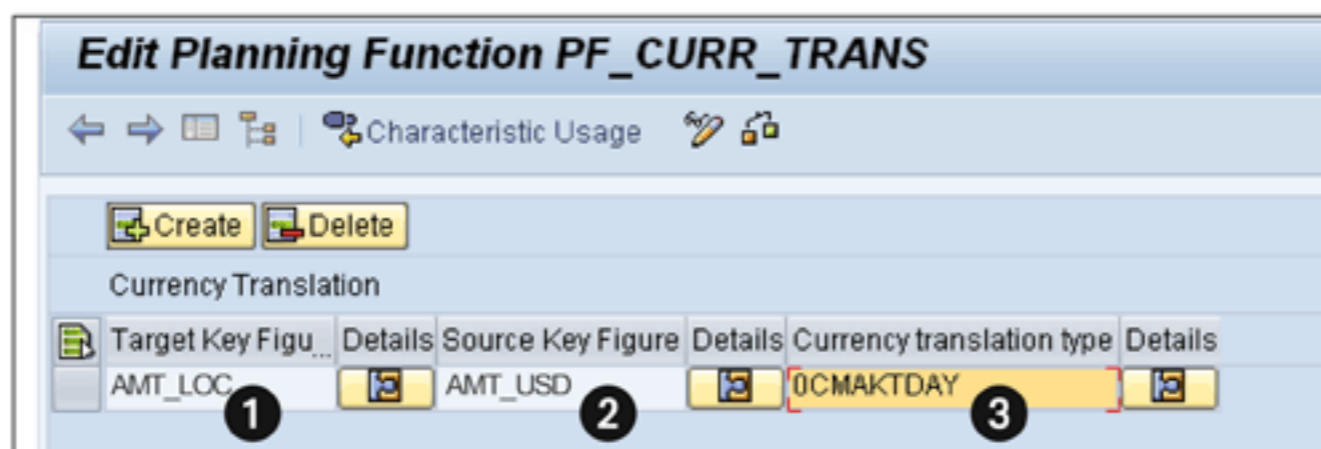 Edit Planning Function PF_CURR_TRANS
Characteristic Usage
Create Delete
Currency Translation
Target Key Figu... Details Source Key Figure Details Currency translation type Details
AMT_LOC AMT_USD 0CMAKTDAY
1 2 3